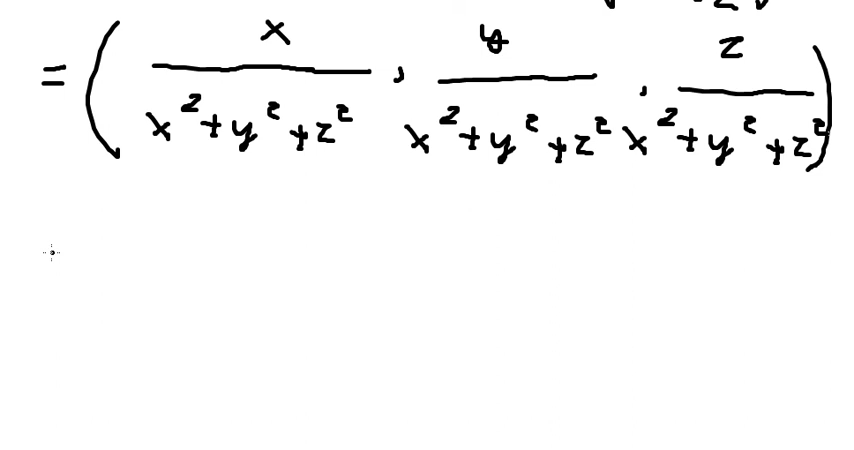 = ( x / (x² + y² + z²) , y / (x² + y² + z²) , z / (x² + y² + z²) )